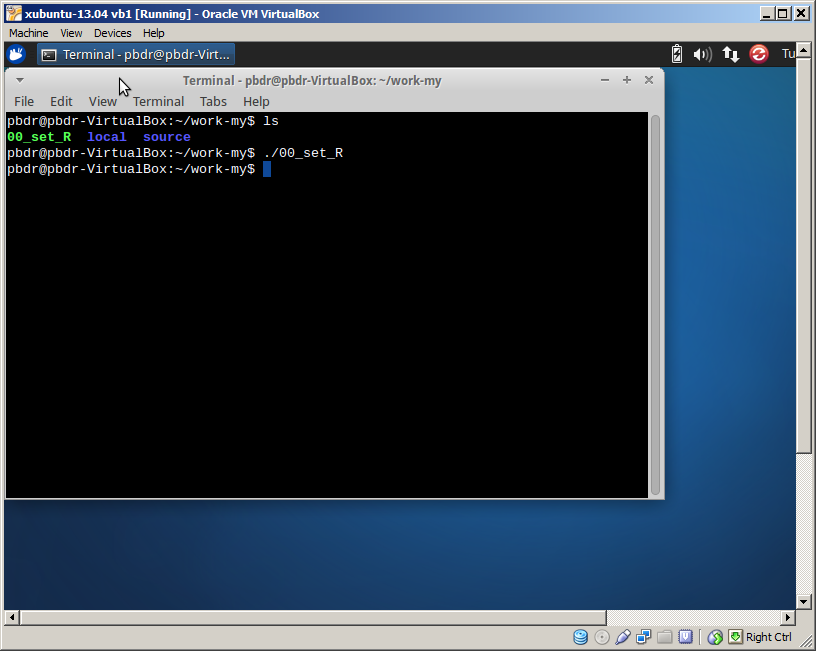 xubuntu-13.04 vb1 [Running] - Oracle VM VirtualBox
Machine View Devices Help
Terminal - pbdr@pbdr-Virt... Tu
Terminal - pbdr@pbdr-VirtualBox: ~/work-my
File Edit View Terminal Tabs Help
pbdr@pbdr-VirtualBox:~/work-my$ ls
00_set_R local source
pbdr@pbdr-VirtualBox:~/work-my$ ./00_set_R
pbdr@pbdr-VirtualBox:~/work-my$
Right Ctrl